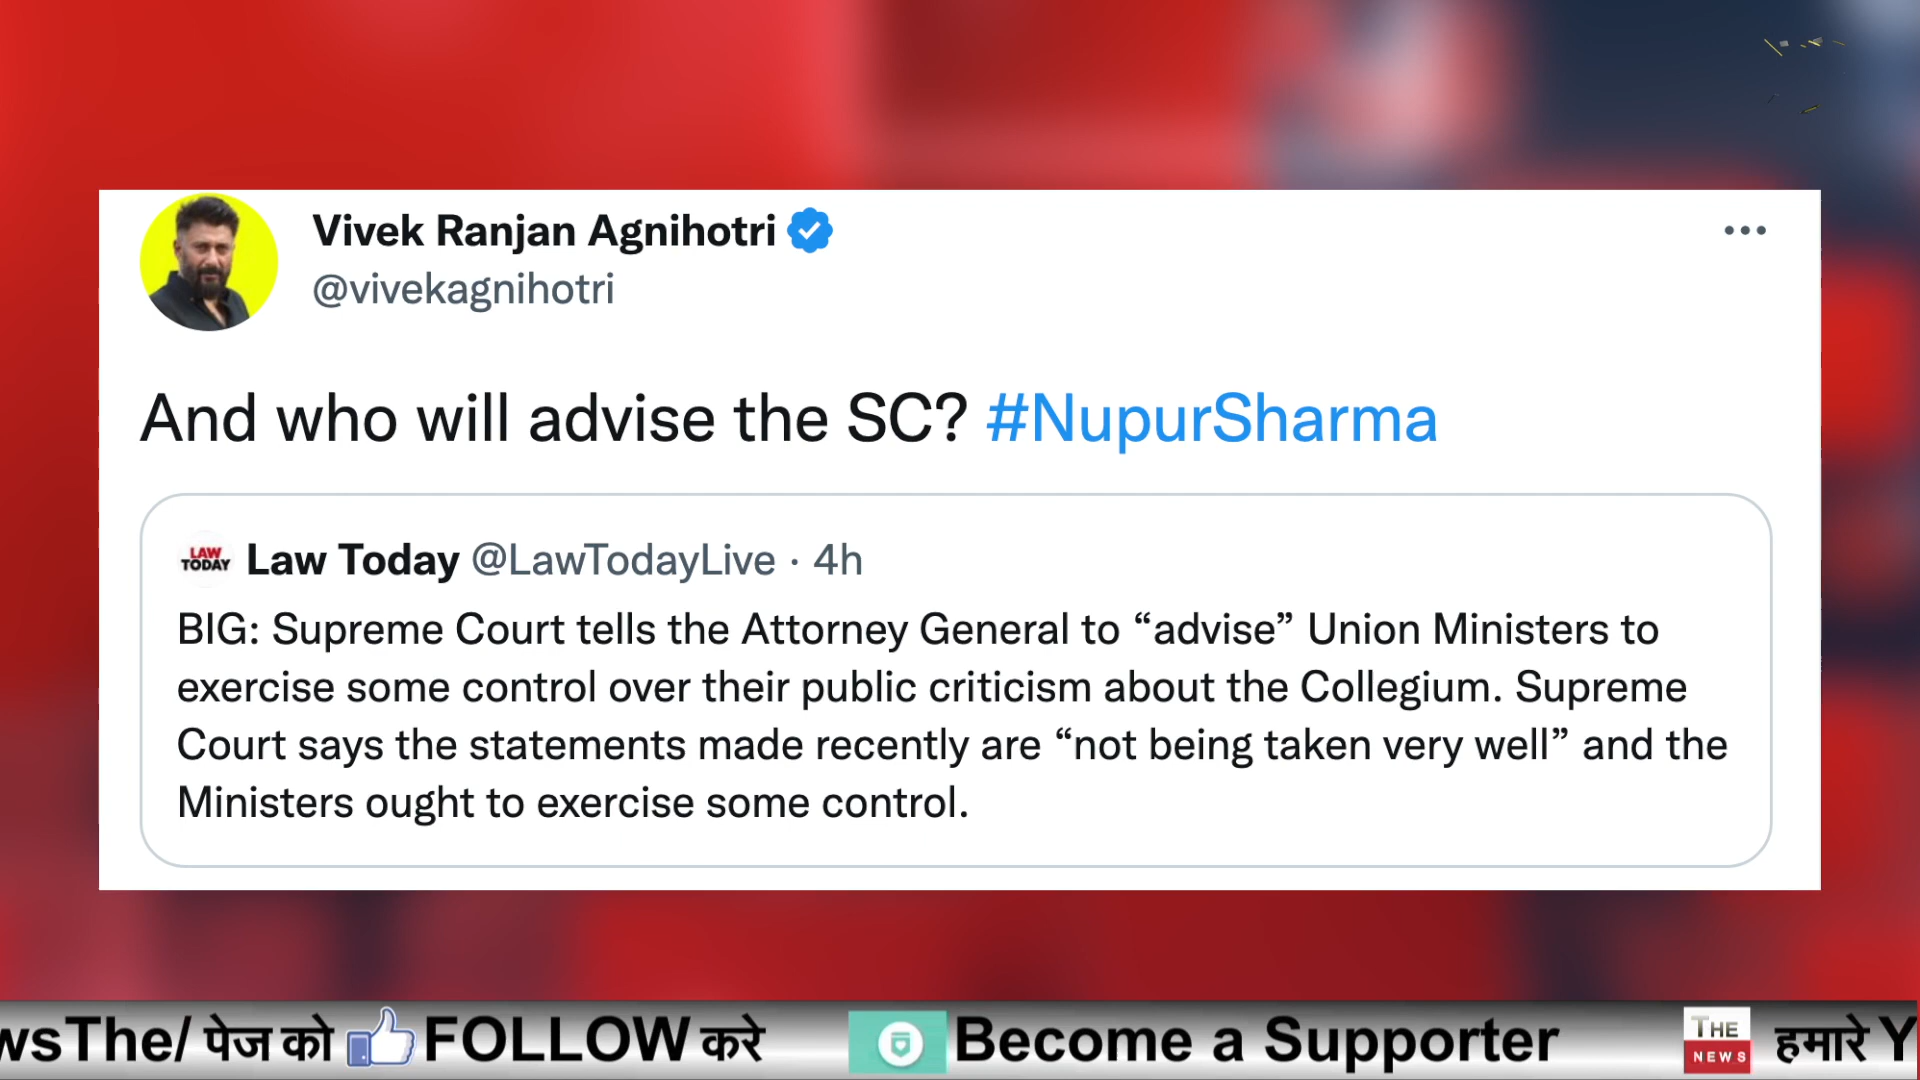 Vivek Ranjan Agnihotri
@vivekagnihotri
And who will advise the SC? #NupurSharma
LAW
TODAY
Law Today @LawTodayLive · 4h
BIG: Supreme Court tells the Attorney General to “advise” Union Ministers to
exercise some control over their public criticism about the Collegium. Supreme
Court says the statements made recently are “not being taken very well” and the
Ministers ought to exercise some control.
wsThe/ पेज को FOLLOW करे Become a Supporter THE NEWS हमारे Y